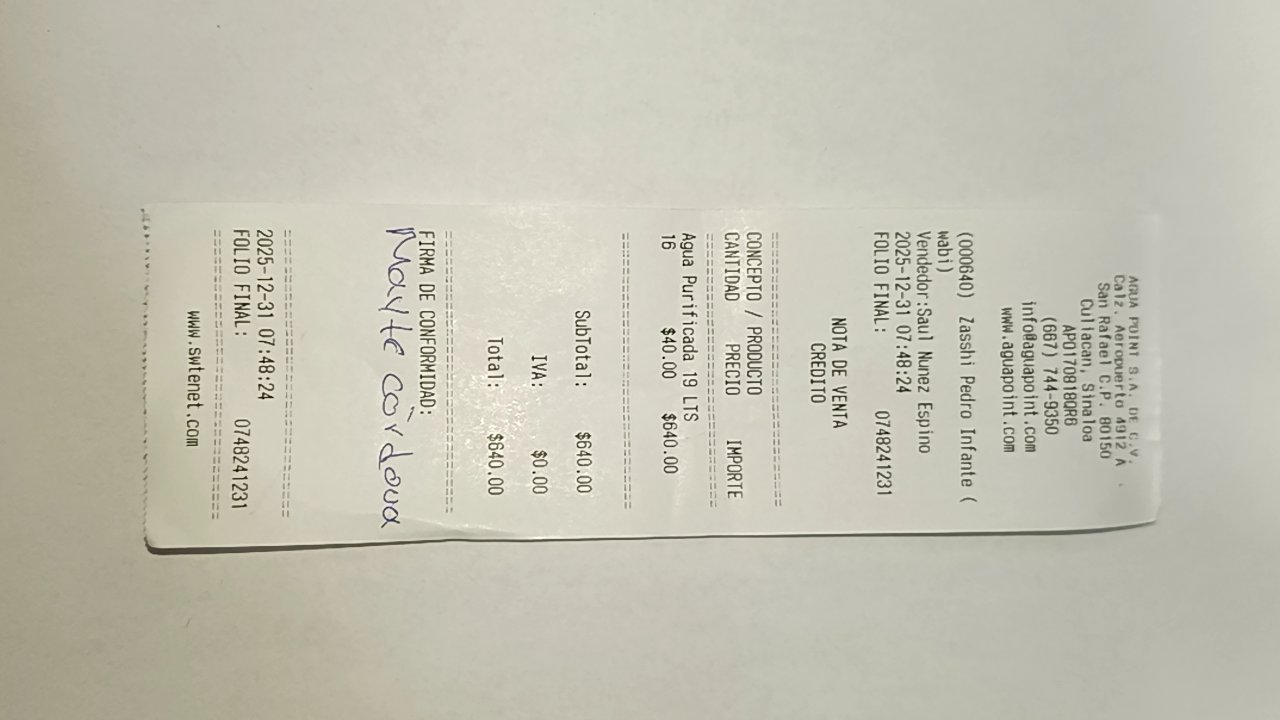 AGUA POINT S.A. DE C.V.
Calz. Aeropuerto 4912 A
San Rafael C.P. 80150
Culiacan, Sinaloa
APO170818QR6
(667) 744-9350
info@aguapoint.com
www.aguapoint.com
(000640) Zasshi Pedro Infante (
wabi)
Vendedor:Saul Nunez Espino
2025-12-31 07:48:24
FOLIO FINAL: 0748241231
NOTA DE VENTA
CREDITO
================================
CONCEPTO / PRODUCTO
CANTIDAD PRECIO IMPORTE
================================
Agua Purificada 19 LTS
16 $40.00 $640.00
================================
SubTotal: $640.00
IVA: $0.00
Total: $640.00
================================
FIRMA DE CONFORMIDAD:
Mayte Córdova
================================
2025-12-31 07:48:24
FOLIO FINAL: 0748241231
================================
www.swtenet.com